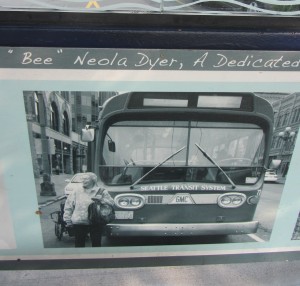 "Bee" Neola Dyer, A Dedicated
SEATTLE TRANSIT SYSTEM
GMC